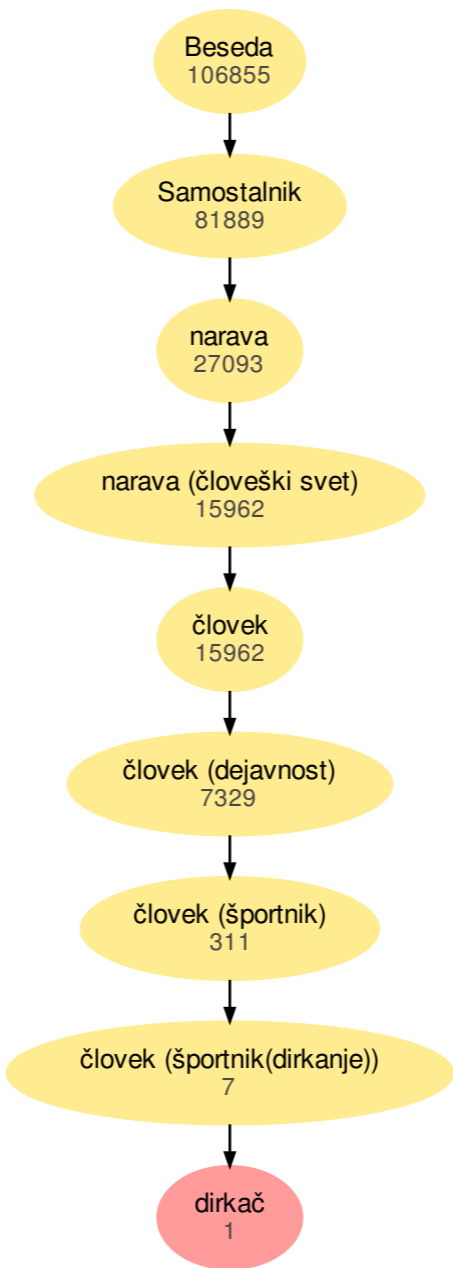 Beseda
106855
Samostalnik
81889
narava
27093
narava (človeški svet)
15962
človek
15962
človek (dejavnost)
7329
človek (športnik)
311
človek (športnik(dirkanje))
7
dirkač
1